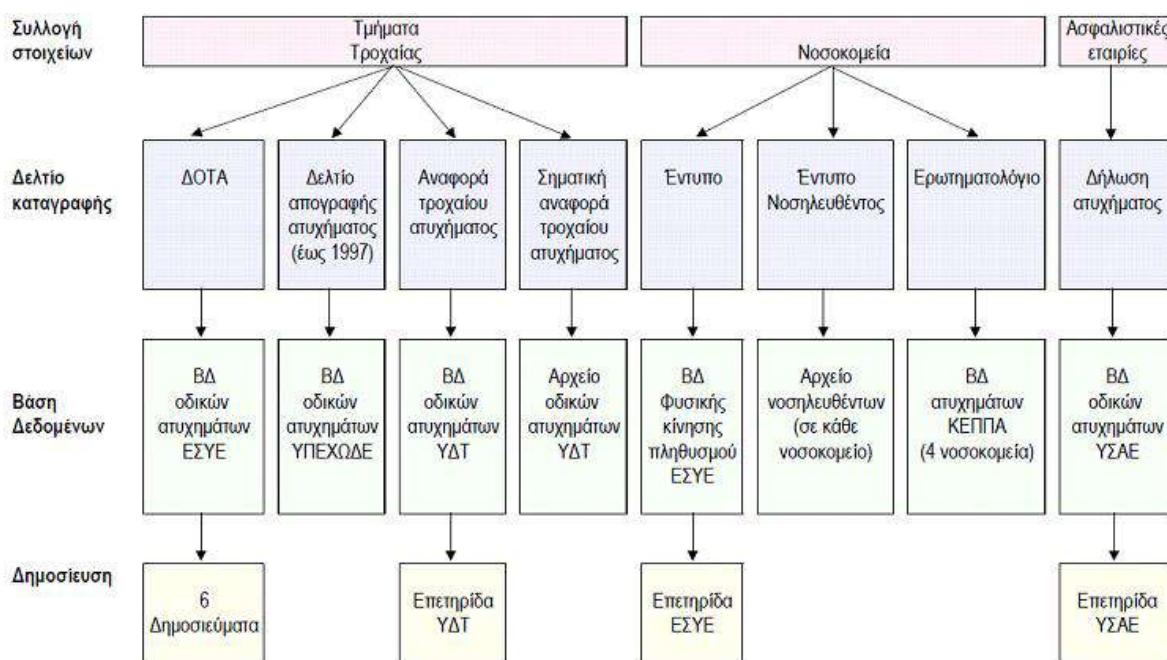 Συλλογή
στοιχείων
Τμήματα
Τροχαίας
Νοσοκομεία
Ασφαλιστικές
εταιρίες
Δελτίο
καταγραφής
ΔΟΤΑ
Δελτίο
απογραφής
ατυχήματος
(έως 1997)
Αναφορά
τροχαίου
ατυχήματος
Σηματική
αναφορά
τροχαίου
ατυχήματος
Έντυπο
Έντυπο
Νοσηλευθέντος
Ερωτηματολόγιο
Δήλωση
ατυχήματος
Βάση
Δεδομένων
ΒΔ
οδικών
ατυχημάτων
ΕΣΥΕ
ΒΔ
οδικών
ατυχημάτων
ΥΠΕΧΩΔΕ
ΒΔ
οδικών
ατυχημάτων
ΥΔΤ
Αρχείο
οδικών
ατυχημάτων
ΥΔΤ
ΒΔ
Φυσικής
κίνησης
πληθυσμού
ΕΣΥΕ
Αρχείο
νοσηλευθέντων
(σε κάθε
νοσοκομείο)
ΒΔ
ατυχημάτων
ΚΕΠΠΑ
(4 νοσοκομεία)
ΒΔ
οδικών
ατυχημάτων
ΥΣΑΕ
Δημοσίευση
6
Δημοσιεύματα
Επετηρίδα
ΥΔΤ
Επετηρίδα
ΕΣΥΕ
Επετηρίδα
ΥΣΑΕ